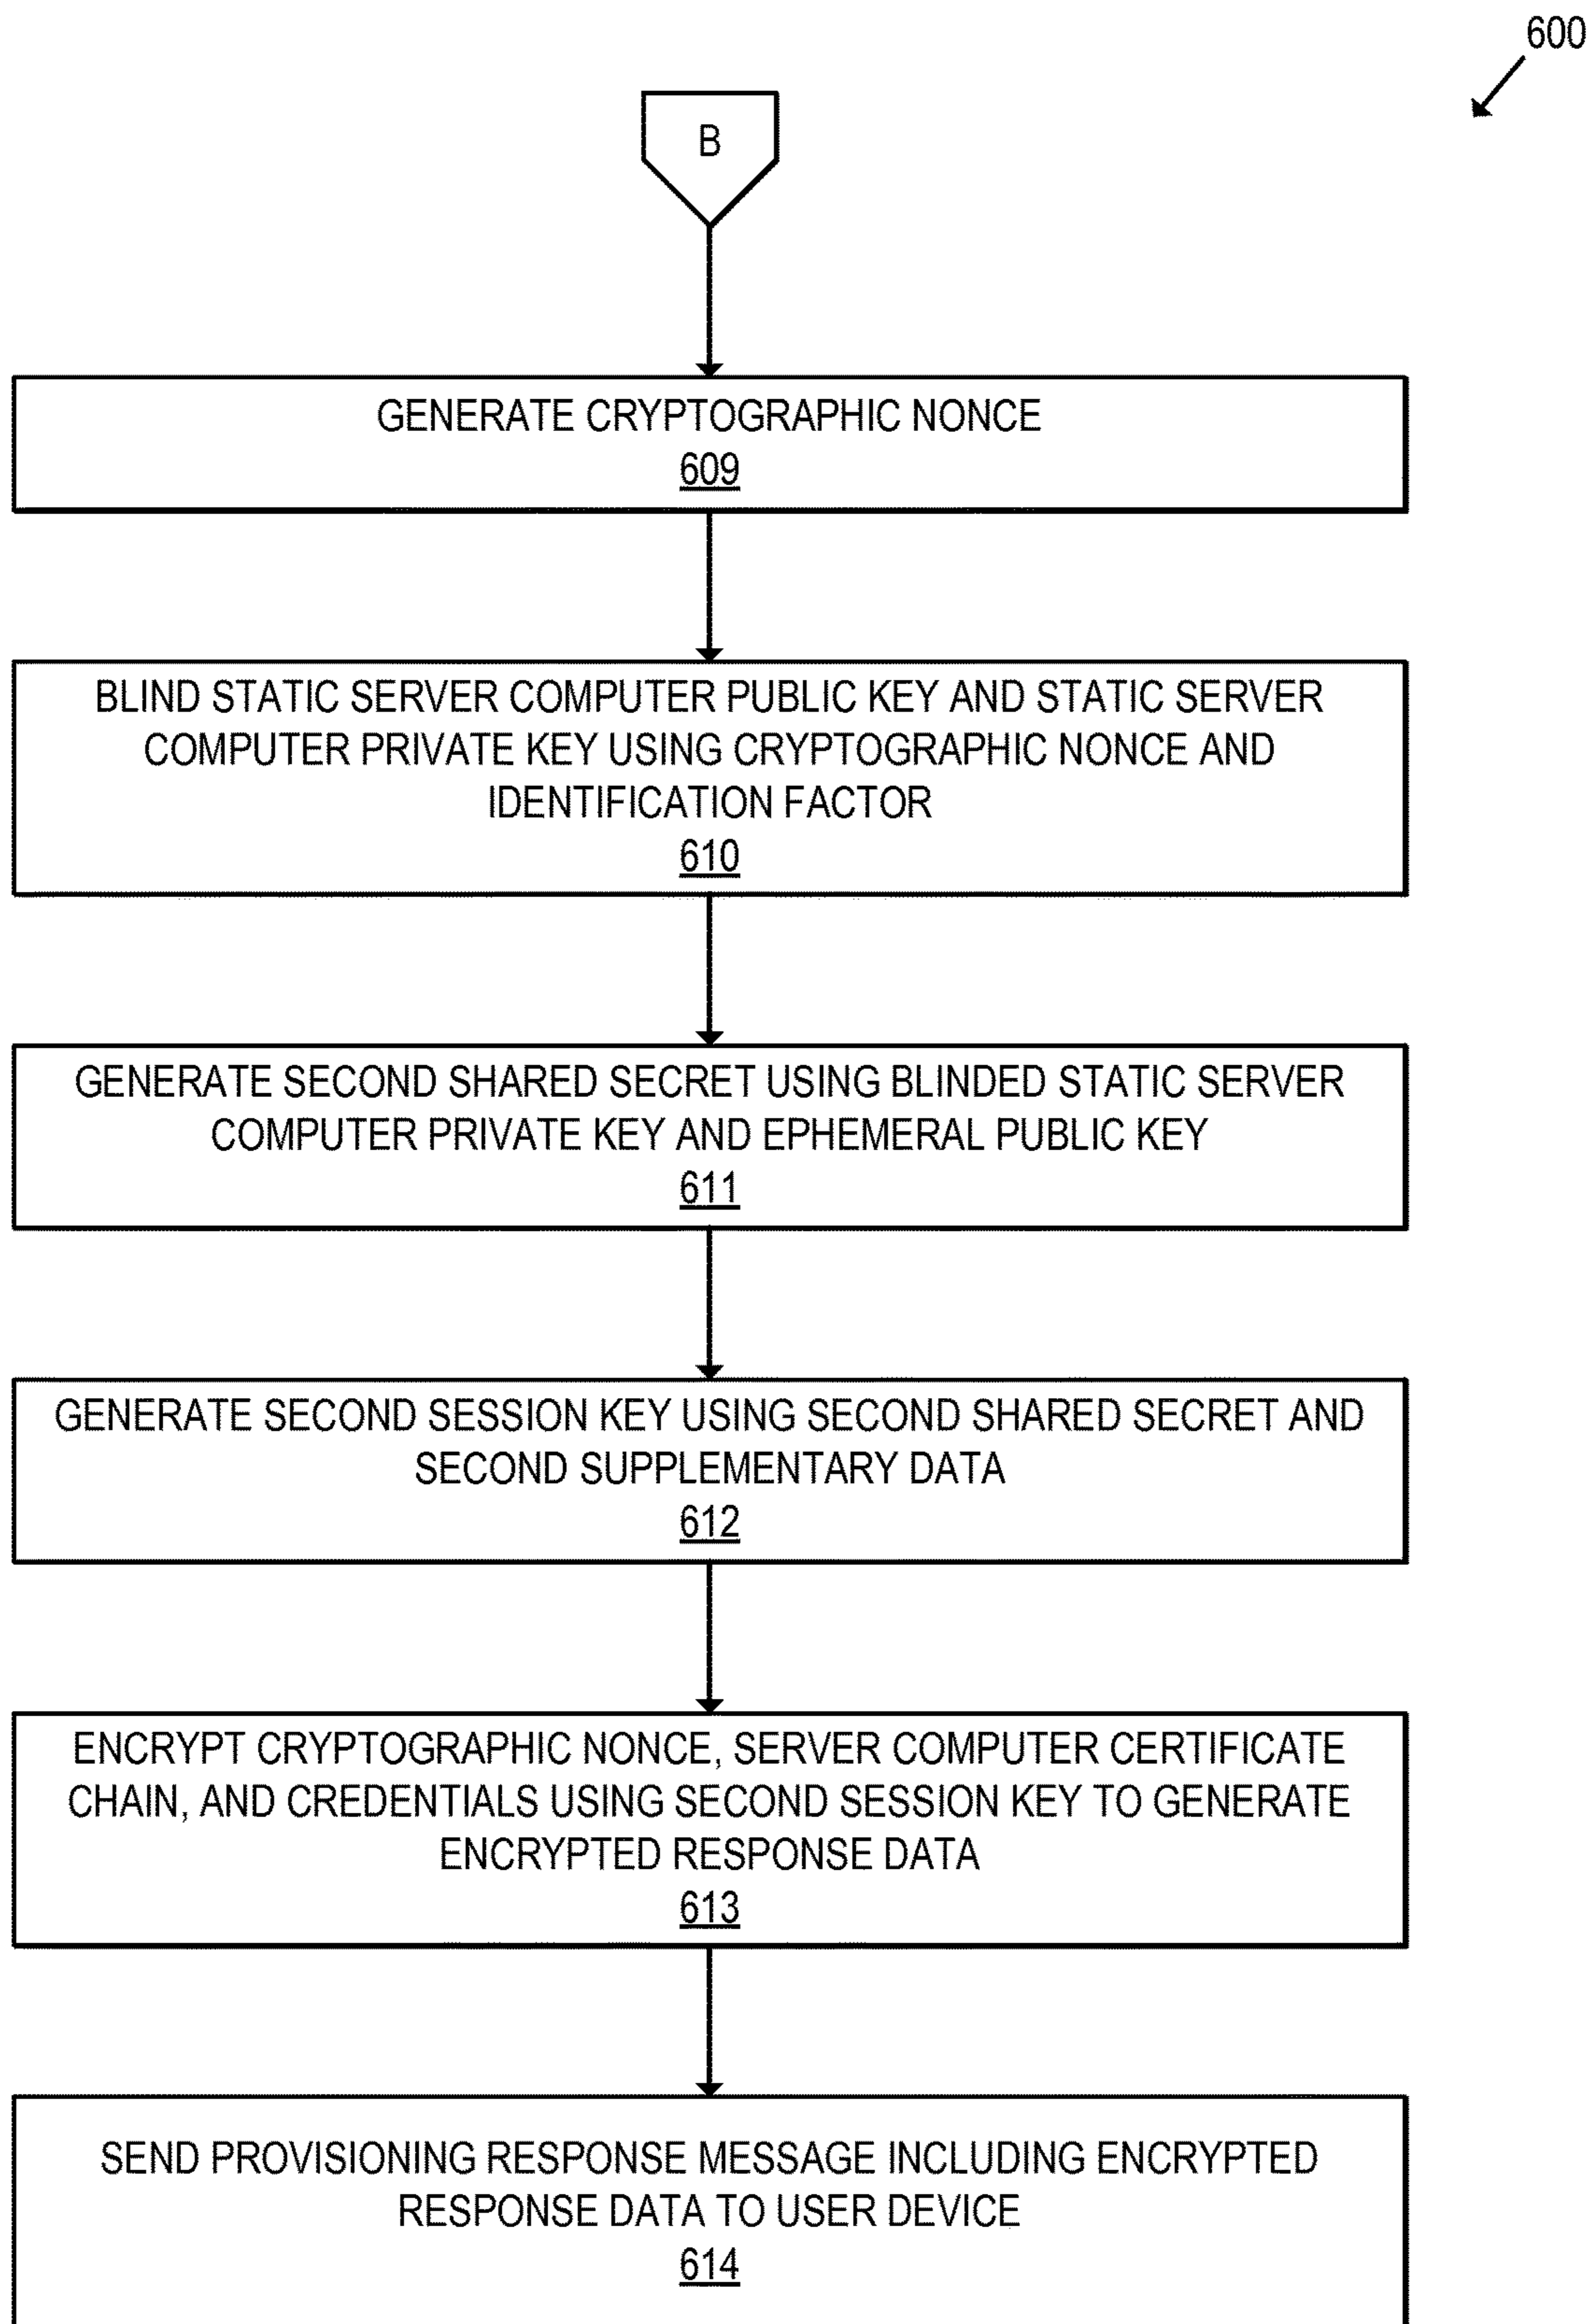 600
B
GENERATE CRYPTOGRAPHIC NONCE
609
BLIND STATIC SERVER COMPUTER PUBLIC KEY AND STATIC SERVER
COMPUTER PRIVATE KEY USING CRYPTOGRAPHIC NONCE AND
IDENTIFICATION FACTOR
610
GENERATE SECOND SHARED SECRET USING BLINDED STATIC SERVER
COMPUTER PRIVATE KEY AND EPHEMERAL PUBLIC KEY
611
GENERATE SECOND SESSION KEY USING SECOND SHARED SECRET AND
SECOND SUPPLEMENTARY DATA
612
ENCRYPT CRYPTOGRAPHIC NONCE, SERVER COMPUTER CERTIFICATE
CHAIN, AND CREDENTIALS USING SECOND SESSION KEY TO GENERATE
ENCRYPTED RESPONSE DATA
613
SEND PROVISIONING RESPONSE MESSAGE INCLUDING ENCRYPTED
RESPONSE DATA TO USER DEVICE
614